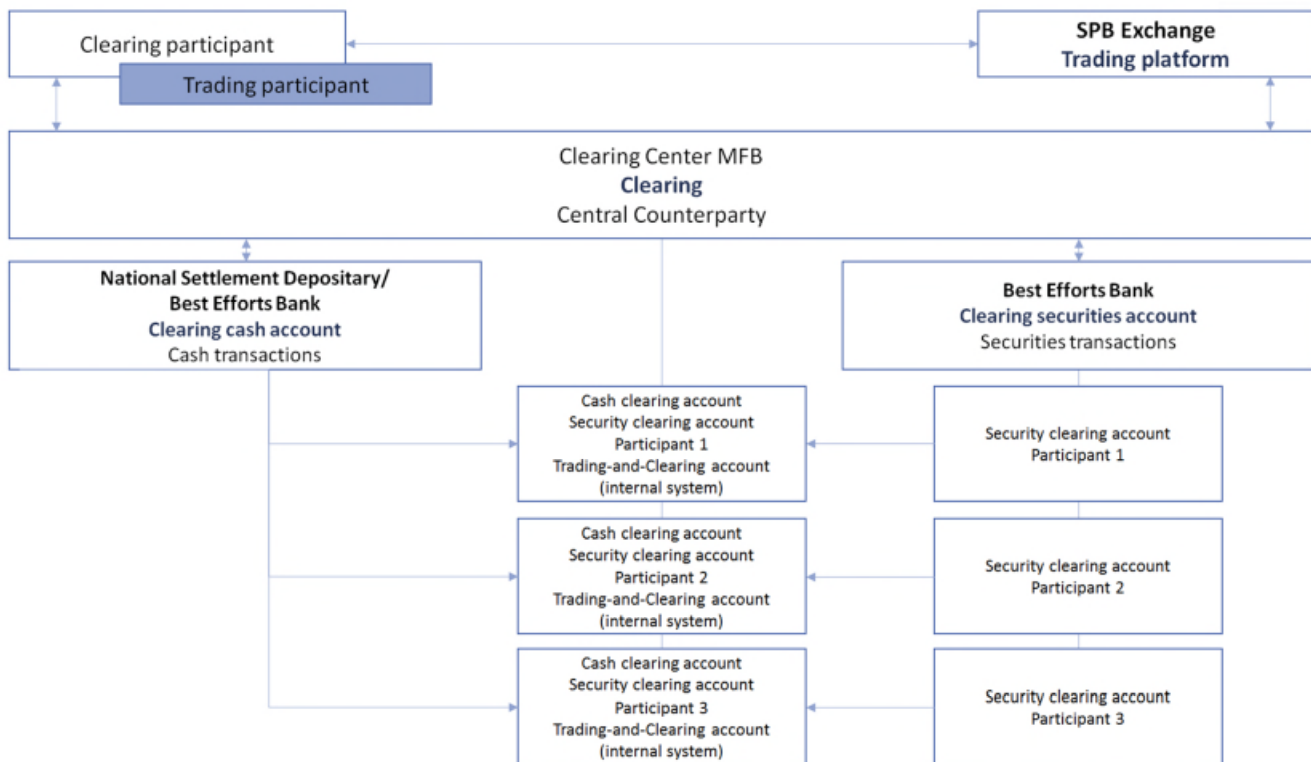 Clearing participant
Trading participant
SPB Exchange
Trading platform
Clearing Center MFB
Clearing
Central Counterparty
National Settlement Depositary/
Best Efforts Bank
Clearing cash account
Cash transactions
Best Efforts Bank
Clearing securities account
Securities transactions
Cash clearing account
Security clearing account
Participant 1
Trading-and-Clearing account
(internal system)
Security clearing account
Participant 1
Cash clearing account
Security clearing account
Participant 2
Trading-and-Clearing account
(internal system)
Security clearing account
Participant 2
Cash clearing account
Security clearing account
Participant 3
Trading-and-Clearing account
(internal system)
Security clearing account
Participant 3